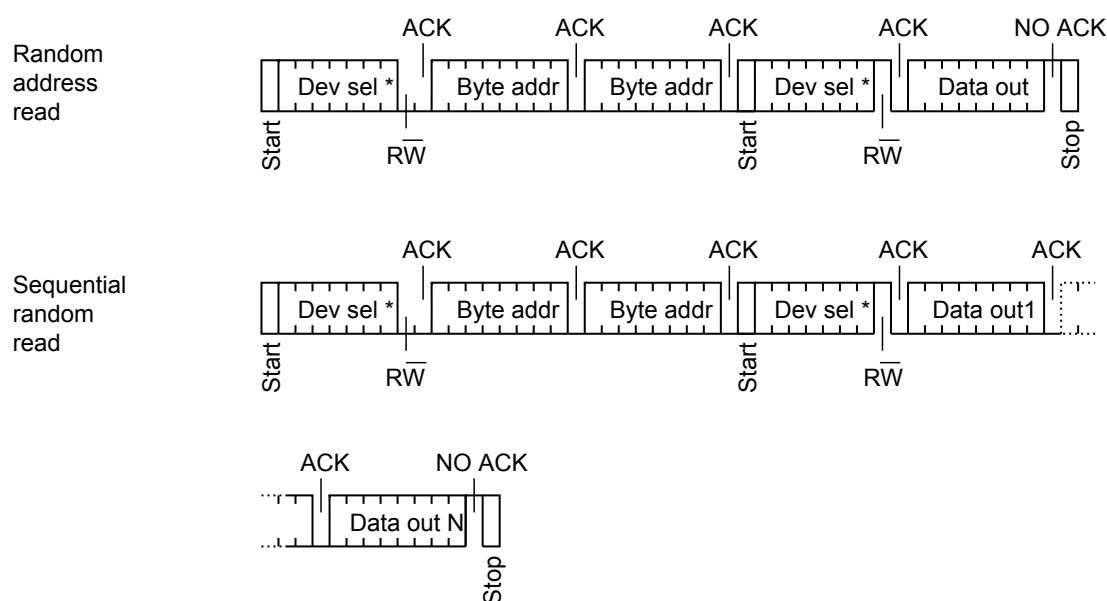 ACK ACK ACK ACK NO ACK
Random
address
read
Dev sel * Byte addr Byte addr Dev sel * Data out
Start RW̅ Start RW̅ Stop
ACK ACK ACK ACK ACK
Sequential
random
read
Dev sel * Byte addr Byte addr Dev sel * Data out1
Start RW̅ Start RW̅
ACK NO ACK
Data out N
Stop